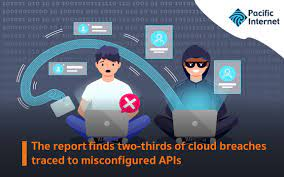 Pacific
Internet
The report finds two-thirds of cloud breaches
traced to misconfigured APIs